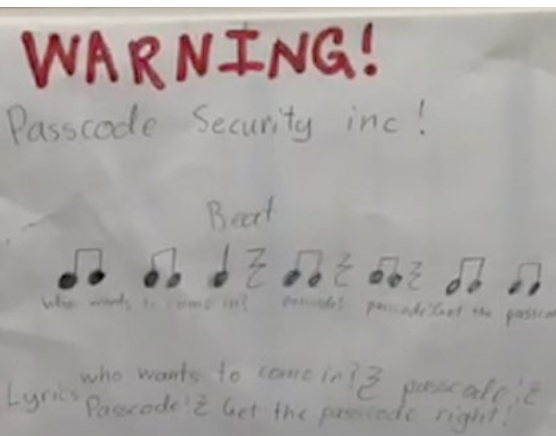 WARNING!
Passcode Security inc!
Beat
who wants to come in? passcode! passcode! Get the
Lyrics who wants to come in? passcode!
Passcode! Get the passcode right!